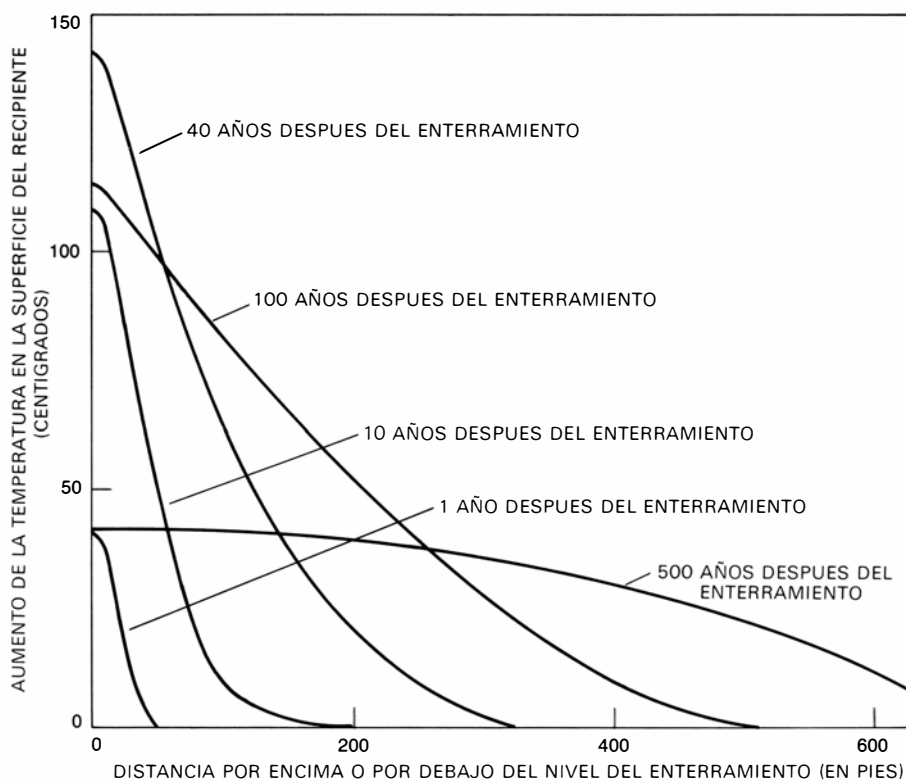 AUMENTO DE LA TEMPERATURA EN LA SUPERFICIE DEL RECIPIENTE
(CENTIGRADOS)
150
100
50
0
40 AÑOS DESPUES DEL ENTERRAMIENTO
100 AÑOS DESPUES DEL ENTERRAMIENTO
10 AÑOS DESPUES DEL ENTERRAMIENTO
1 AÑO DESPUES DEL ENTERRAMIENTO
500 AÑOS DESPUES DEL
ENTERRAMIENTO
0 200 400 600
DISTANCIA POR ENCIMA O POR DEBAJO DEL NIVEL DEL ENTERRAMIENTO (EN PIES)